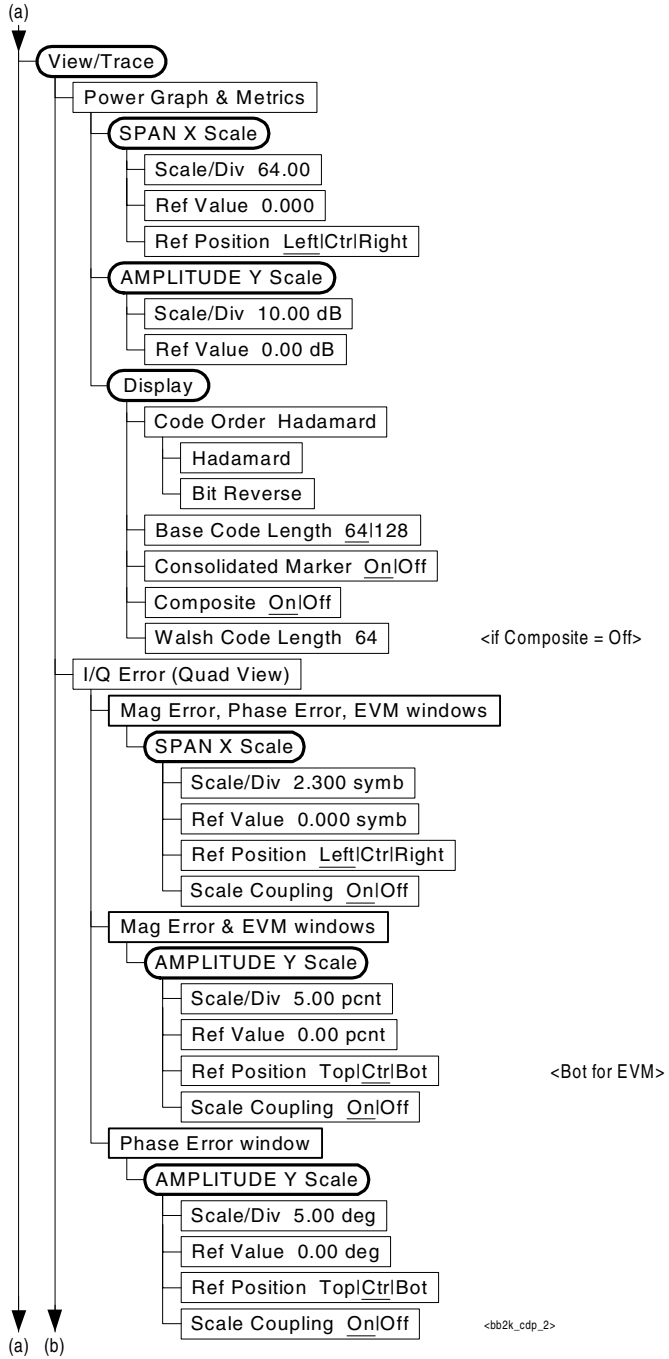 (a)
View/Trace
Power Graph & Metrics
SPAN X Scale
Scale/Div 64.00
Ref Value 0.000
Ref Position Left|Ctr|Right
AMPLITUDE Y Scale
Scale/Div 10.00 dB
Ref Value 0.00 dB
Display
Code Order Hadamard
Hadamard
Bit Reverse
Base Code Length 64|128
Consolidated Marker On|Off
Composite On|Off
Walsh Code Length 64 <if Composite = Off>
I/Q Error (Quad View)
Mag Error, Phase Error, EVM windows
SPAN X Scale
Scale/Div 2.300 symb
Ref Value 0.000 symb
Ref Position Left|Ctr|Right
Scale Coupling On|Off
Mag Error & EVM windows
AMPLITUDE Y Scale
Scale/Div 5.00 pcnt
Ref Value 0.00 pcnt
Ref Position Top|Ctr|Bot <Bot for EVM>
Scale Coupling On|Off
Phase Error window
AMPLITUDE Y Scale
Scale/Div 5.00 deg
Ref Value 0.00 deg
Ref Position Top|Ctr|Bot
Scale Coupling On|Off <bb2k_cdp_2>
(a) (b)